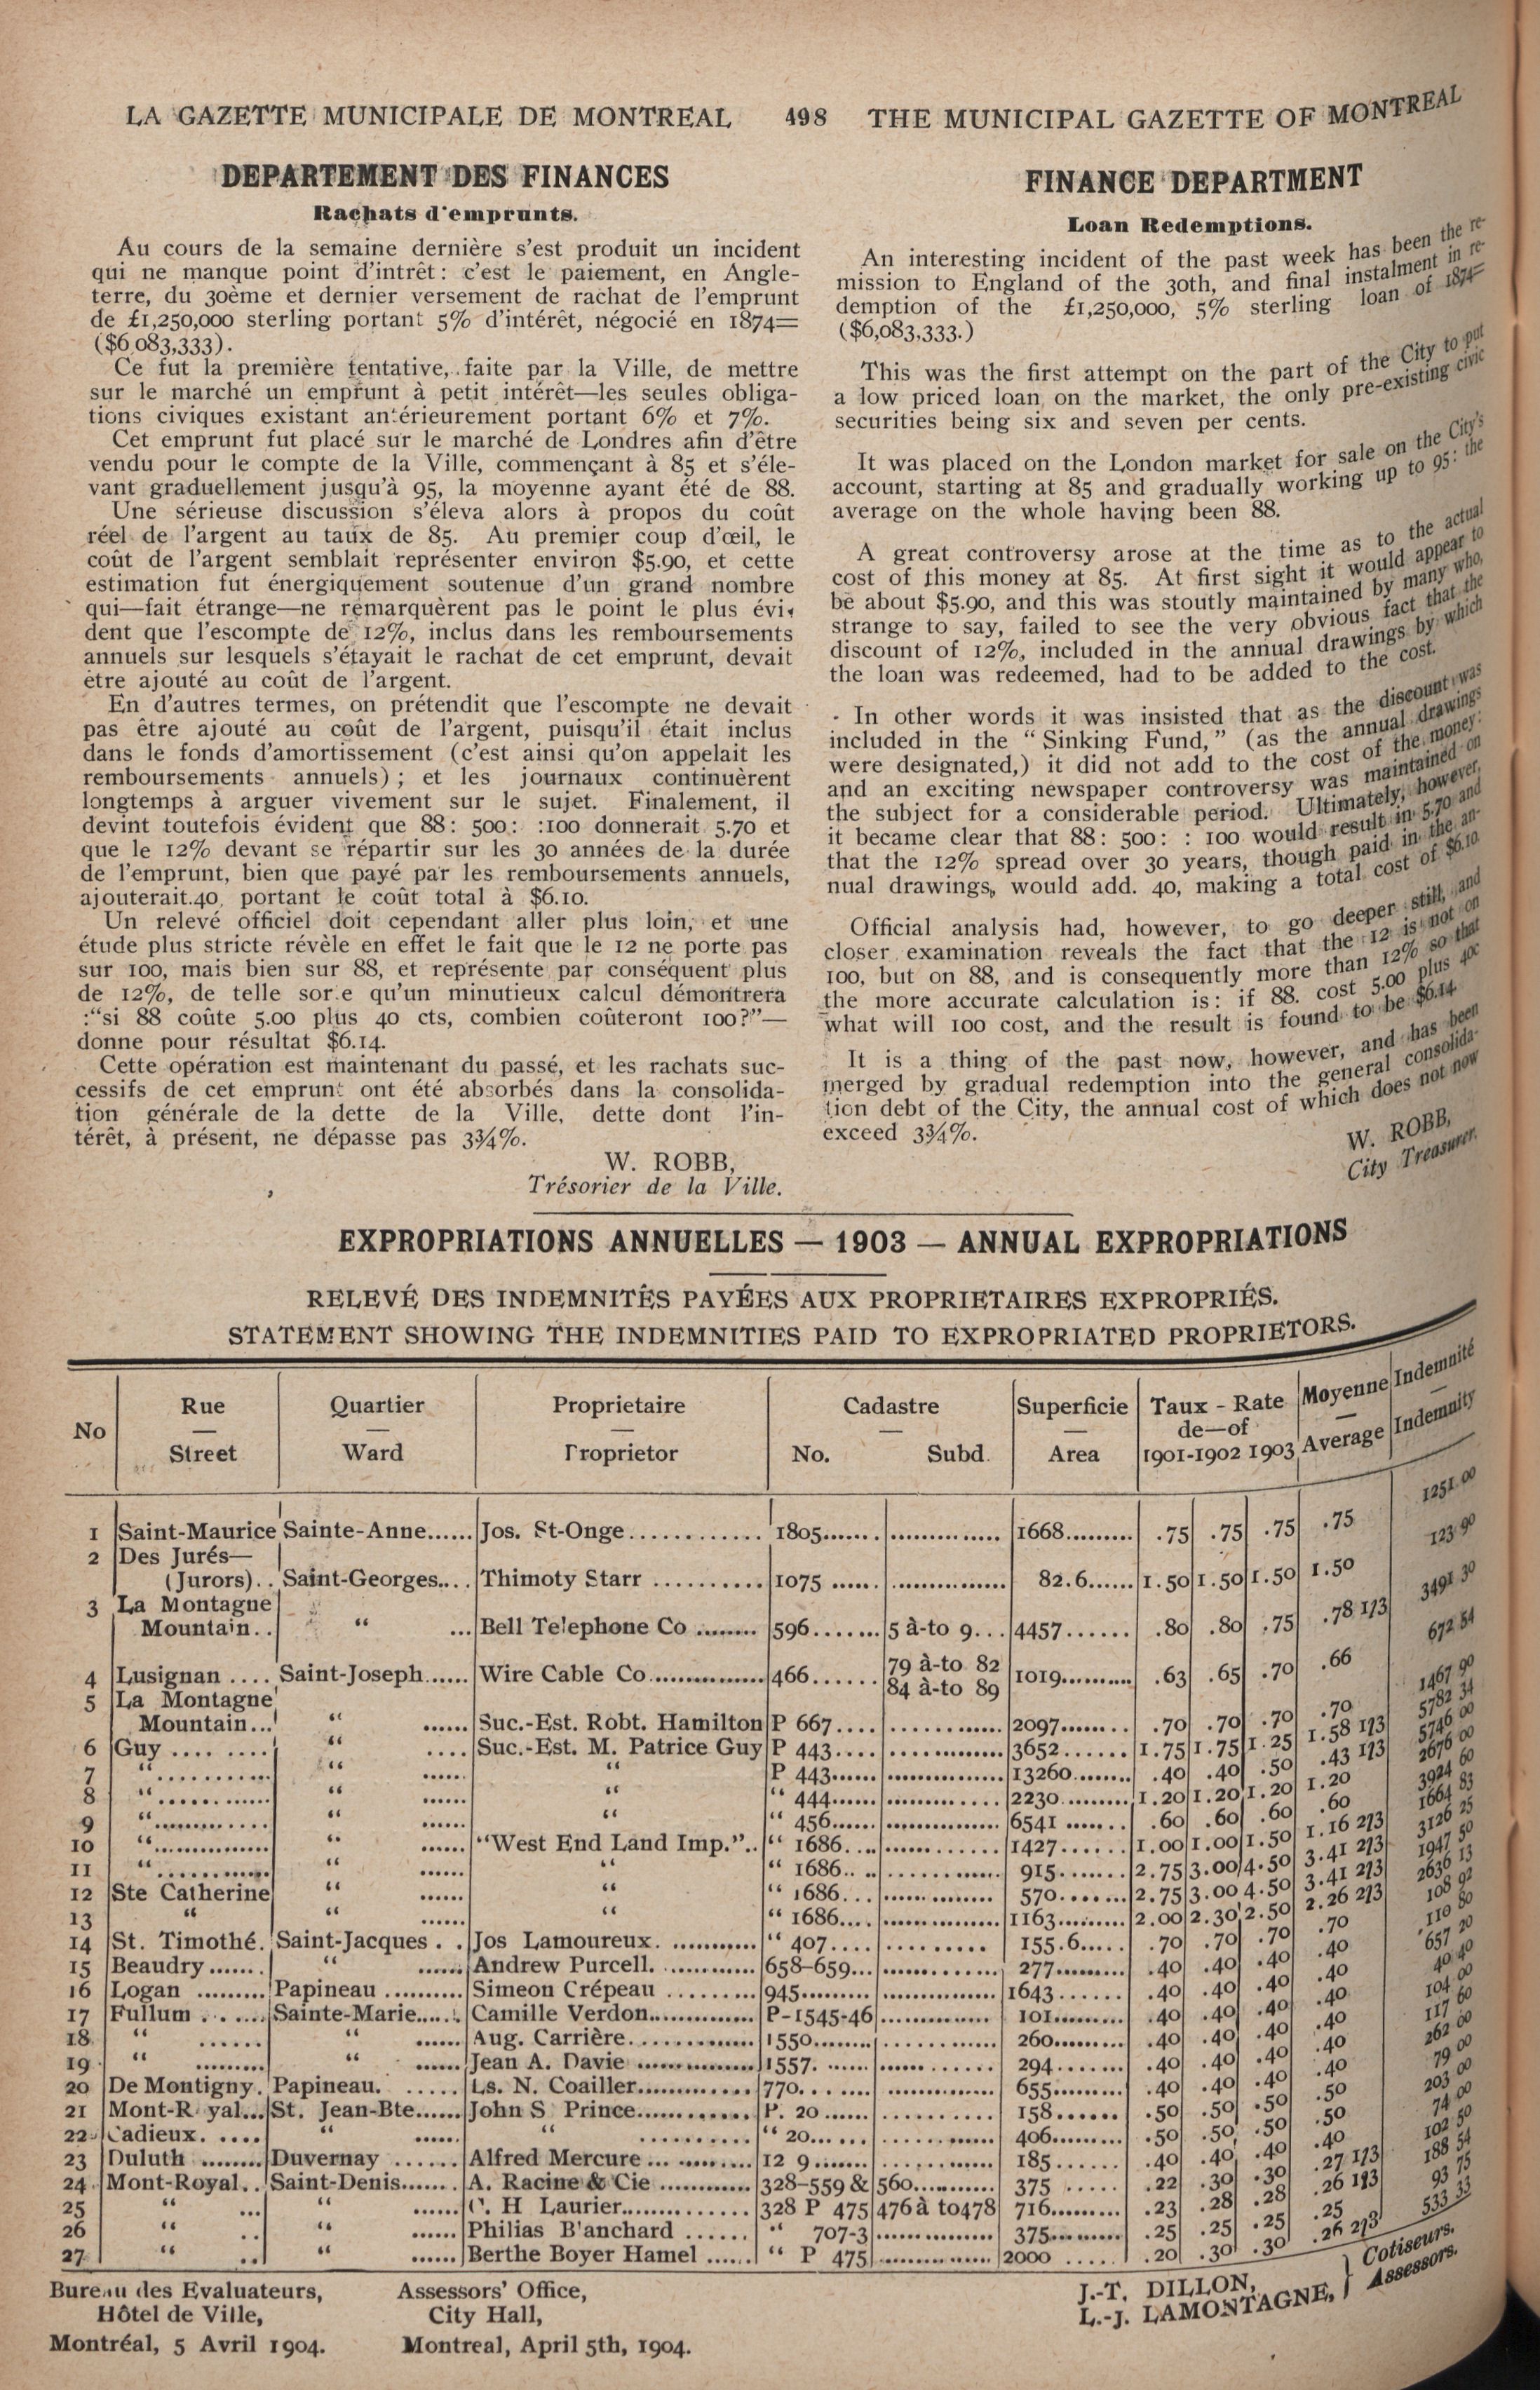 LA GAZETTE MUNICIPALE DE MONTREAL 498 THE MUNICIPAL GAZETTE OF MONTREAL
DEPARTEMENT DES FINANCES
Rachats d'emprunts.
Au cours de la semaine dernière s'est produit un incident
qui ne manque point d'intrêt: c'est le paiement, en Angle-
terre, du 30ème et dernier versement de rachat de l'emprunt
de £1,250,000 sterling portant 5% d'intérêt, négocié en 1874=
($6,083,333).
Ce fut la première tentative, faite par la Ville, de mettre
sur le marché un emprunt à petit intérêt—les seules obliga-
tions civiques existant antérieurement portant 6% et 7%.
Cet emprunt fut placé sur le marché de Londres afin d'être
vendu pour le compte de la Ville, commençant à 85 et s'éle-
vant graduellement jusqu'à 95, la moyenne ayant été de 88.
Une sérieuse discussion s'éleva alors à propos du coût
réel de l'argent au taux de 85. Au premier coup d'œil, le
coût de l'argent semblait représenter environ $5.90, et cette
estimation fut énergiquement soutenue d'un grand nombre
qui—fait étrange—ne remarquèrent pas le point le plus évi-
dent que l'escompte de 12%, inclus dans les remboursements
annuels sur lesquels s'étayait le rachat de cet emprunt, devait
être ajouté au coût de l'argent.
En d'autres termes, on prétendit que l'escompte ne devait
pas être ajouté au coût de l'argent, puisqu'il était inclus
dans le fonds d'amortissement (c'est ainsi qu'on appelait les
remboursements annuels); et les journaux continuèrent
longtemps à arguer vivement sur le sujet. Finalement, il
devint toutefois évident que 88: 500: :100 donnerait 5.70 et
que le 12% devant se répartir sur les 30 années de la durée
de l'emprunt, bien que payé par les remboursements annuels,
ajouterait.40, portant le coût total à $6.10.
Un relevé officiel doit cependant aller plus loin, et une
étude plus stricte révèle en effet le fait que le 12 ne porte pas
sur 100, mais bien sur 88, et représente par conséquent plus
de 12%, de telle sor.e qu'un minutieux calcul démontrera
:"si 88 coûte 5.00 plus 40 cts, combien coûteront 100?"—
donne pour résultat $6.14.
Cette opération est maintenant du passé, et les rachats suc-
cessifs de cet emprunt ont été absorbés dans la consolida-
tion générale de la dette de la Ville, dette dont l'in-
térêt, à présent, ne dépasse pas 3¾%.
W. ROBB,
Trésorier de la Ville.
FINANCE DEPARTMENT
Loan Redemptions.
An interesting incident of the past week has been the re-
mission to England of the 30th, and final instalment in re-
demption of the £1,250,000, 5% sterling loan of 1874=
($6,083,333.)
This was the first attempt on the part of the City to put
a low priced loan on the market, the only pre-existing civic
securities being six and seven per cents.
It was placed on the London market for sale on the City's
account, starting at 85 and gradually working up to 95: the
average on the whole having been 88.
A great controversy arose at the time as to the actual
cost of this money at 85. At first sight it would appear to
be about $5.90, and this was stoutly maintained by many who,
strange to say, failed to see the very obvious fact that the
discount of 12%, included in the annual drawings by which
the loan was redeemed, had to be added to the cost.
In other words it was insisted that as the discount was
included in the "Sinking Fund," (as the annual drawings
were designated,) it did not add to the cost of the money:
and an exciting newspaper controversy was maintained on
the subject for a considerable period. Ultimately, however,
it became clear that 88: 500: : 100 would result in 5.70 and
that the 12% spread over 30 years, though paid in the an-
nual drawings, would add. 40, making a total cost of $6.10.
Official analysis had, however, to go deeper still, and
closer examination reveals the fact that the 12 is not on
100, but on 88, and is consequently more than 12% so that
the more accurate calculation is: if 88. cost 5.00 plus 40c
what will 100 cost, and the result is found to be $6.14
It is a thing of the past now, however, and has been
merged by gradual redemption into the general consolida-
tion debt of the City, the annual cost of which does not now
exceed 3¾%.
W. ROBB,
City Treasurer.
EXPROPRIATIONS ANNUELLES — 1903 — ANNUAL EXPROPRIATIONS
RELEVÉ DES INDEMNITÉS PAYÉES AUX PROPRIETAIRES EXPROPRIÉS.
STATEMENT SHOWING THE INDEMNITIES PAID TO EXPROPRIATED PROPRIETORS.
No Rue — Street Quartier — Ward Proprietaire — Proprietor Cadastre — No. Subd. Superficie — Area Taux - Rate de—of 1901-1902 1903 Moyenne — Average Indemnité — Indemnity
1 Saint-Maurice Sainte-Anne...... Jos. St-Onge............ 1805....... .............. 1668......... .75 .75 .75 .75 1251.00
2 Des Jurés—
(Jurors).. Saint-Georges.... Thimoty Starr .......... 1075 ...... .............. 82.6...... 1.50 1.50 1.50 1.50 123.90
3 La Montagne
Mountain.. " ... Bell Telephone Co ........ 596........ 5 à-to 9... 4457...... .80 .80 .75 .78 1/3 3491 30
4 Lusignan .... Saint-Joseph...... Wire Cable Co.............. 466...... 79 à-to 82 1019.......... .63 .65 .70 .66 672 54
84 à-to 89
5 La Montagne
Mountain... " ...... Suc.-Est. Robt. Hamilton P 667.... ............ 2097........ .70 .70 .70 .70 1467 90
6 Guy .... .... " .... Suc.-Est. M. Patrice Guy P 443.... ............ 3652...... 1.75 1.75 1.25 1.58 1/3 5782 34
7 "........... " ...... " P 443...... .............. 13260........ .40 .40 .50 .43 1/3 5746 00
8 "........... " ...... " " 444...... .............. 2230......... 1.20 1.20 1.20 1.20 2676 00
9 "........... " ...... " " 456...... .............. 6541 ....... .60 .60 .60 .60 3924 60
10 "........... " ...... "West End Land Imp.".. " 1686.... ............ 1427...... 1.00 1.00 1.50 1.16 2/3 1664 83
11 "........... " ...... " " 1686.... ............ 915....... 2.75 3.00 4.50 3.41 2/3 3126 25
12 Ste Catherine " ...... " " 1686... ............ 570....... 2.75 3.00 4.50 3.41 2/3 1947 50
13 " " ...... " " 1686.... ............ 1163......... 2.00 2.30 2.50 2.26 2/3 2636 13
14 St. Timothé. Saint-Jacques . . Jos Lamoureux. ........... " 407.... ......... 155.6..... .70 .70 .70 .70 108 92
15 Beaudry...... " ...... Andrew Purcell. ........... 658-659... ............ 277......... .40 .40 .40 .40 110 80
16 Logan ......... Papineau .......... Simeon Crépeau ......... 945......... .............. 1643...... .40 .40 .40 .40 657 20
17 Fullum ....... Sainte-Marie..... Camille Verdon............. P-1545-46 ............ 101......... .40 .40 .40 .40 40 40
18 " ...... " ...... Aug. Carrière............. 1550........ ............ 260......... .40 .40 .40 .40 104 00
19 " ......... " ...... Jean A. Davie .............. 1557. ...... ............ 294....... .40 .40 .40 .40 117 60
20 De Montigny. Papineau. ...... Ls. N. Coailler............ 770... .... ............ 655......... .40 .40 .40 .40 262 00
21 Mont-R yal... St. Jean-Bte...... John S Prince............ P. 20 ...... .......... 158...... .50 .50 .50 .50 79 00
22 Cadieux. .... " ...... " .......... " 20...... ............ 406......... .50 .50 .50 .50 203 00
23 Duluth ........ Duvernay ...... Alfred Mercure ... ......... 12 9....... ............ 185...... .40 .40 .40 .40 74 00
24 Mont-Royal.. Saint-Denis....... A. Racine & Cie ............ 328-559 & 560........... 375 ..... .22 .30 .30 .27 1/3 102 50
25 " ... " ...... C. H Laurier.............. 328 P 475 476 à to478 716....... .23 .28 .28 .26 1/3 188 54
26 " .. " ...... Philias B'anchard ...... " 707-3 .............. 375.......... .25 .25 .25 .25 93 75
27 " .. " ...... Berthe Boyer Hamel ...... " P 475 .............. 2000 ..... .20 .30 .30 .26 2/3 533 33
Bureau des Evaluateurs,
Hôtel de Ville,
Montréal, 5 Avril 1904.
Assessors' Office,
City Hall,
Montreal, April 5th, 1904.
J.-T. DILLON,
L.-J. LAMONTAGNE, } Cotiseurs.
Assessors.